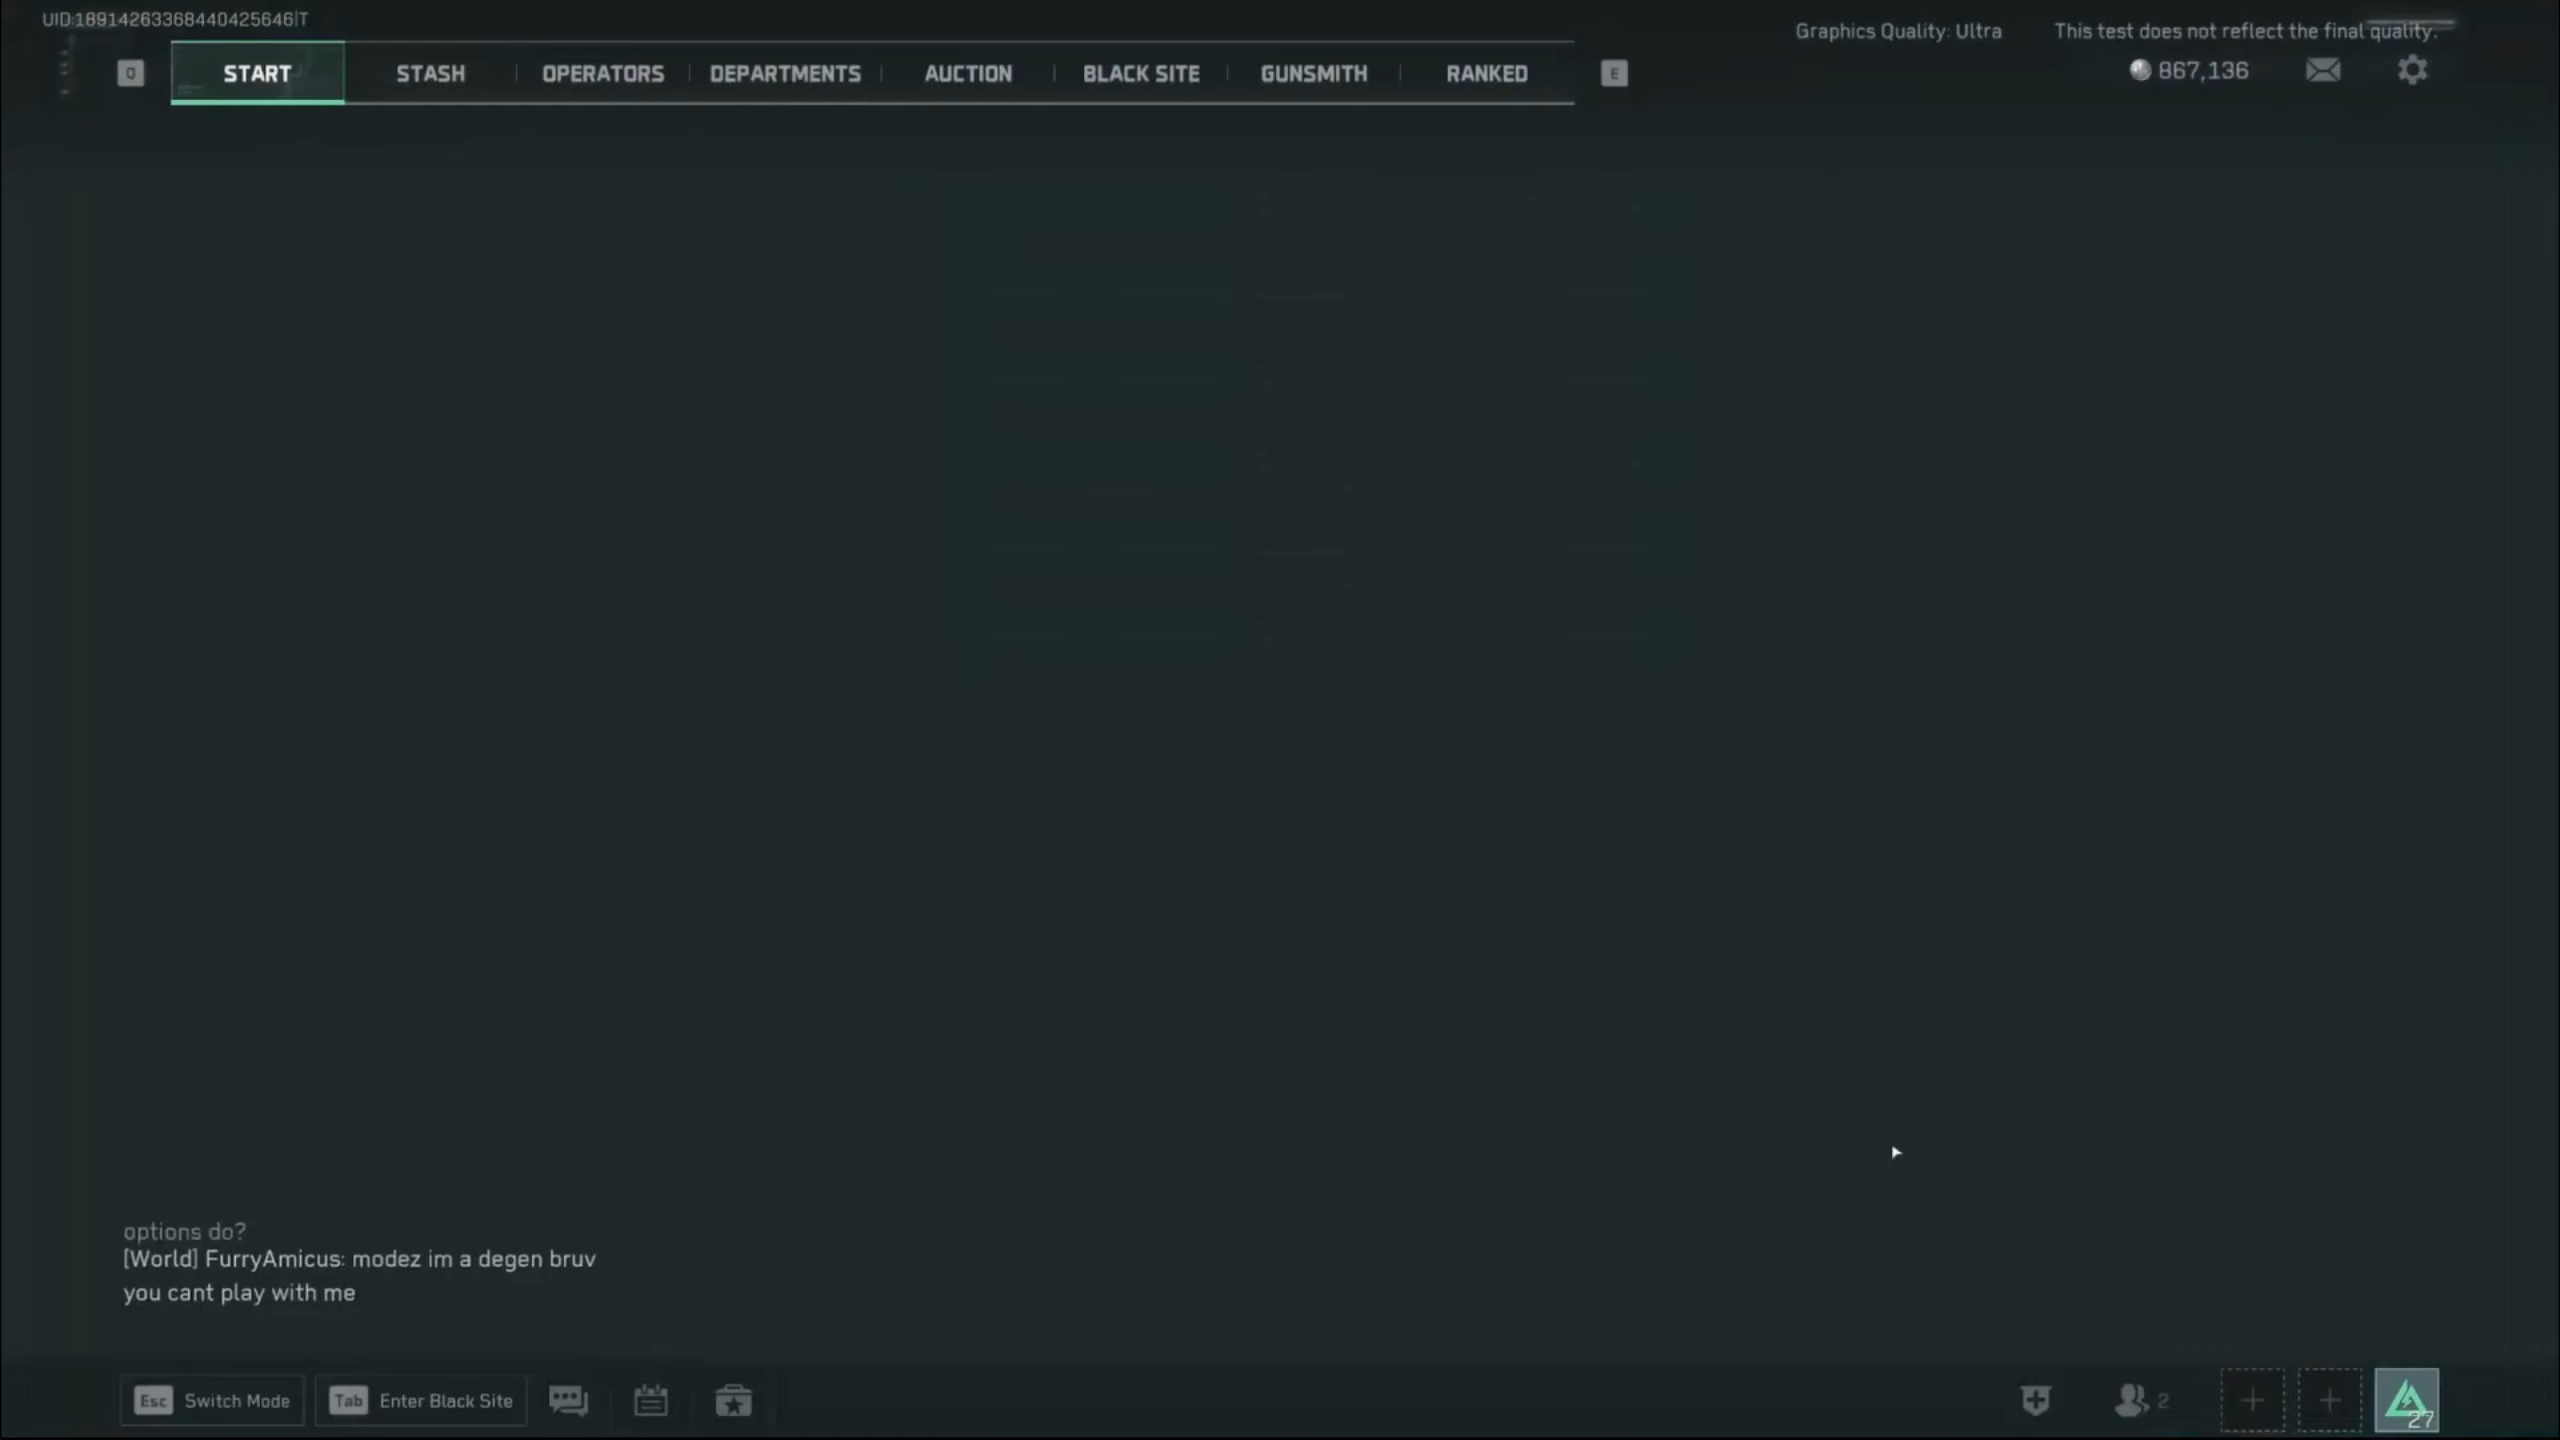 UID:18914263368440425646|T
Graphics Quality: Ultra
This test does not reflect the final quality.
Q
START
STASH
OPERATORS
DEPARTMENTS
AUCTION
BLACK SITE
GUNSMITH
RANKED
E
867,136
options do?
[World] FurryAmicus: modez im a degen bruv
you cant play with me
Esc Switch Mode
Tab Enter Black Site
2
27